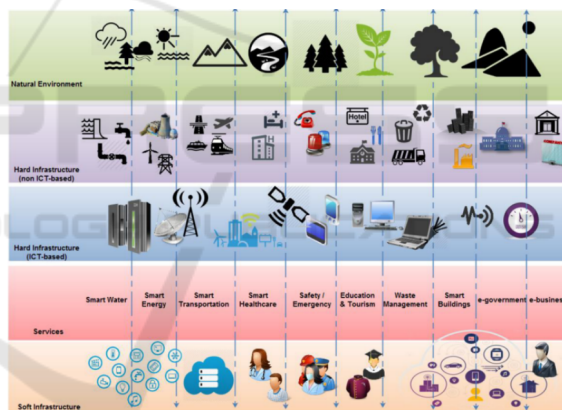 Natural Environment
Hotel
Hard Infrastructure
(non ICT-based)
Hard Infrastructure
(ICT-based)
Smart Water
Smart
Energy
Smart
Transportation
Smart
Healthcare
Safety /
Emergency
Education
& Tourism
Waste
Management
Smart
Buildings
e-government
e-busines
Services
Soft Infrastructure